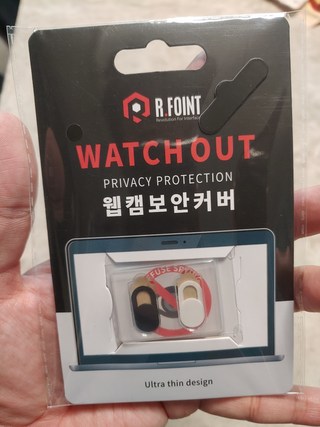 R.FOINT
Revolution For Interface
WATCH OUT
PRIVACY PROTECTION
웹캠보안커버
Ultra thin design